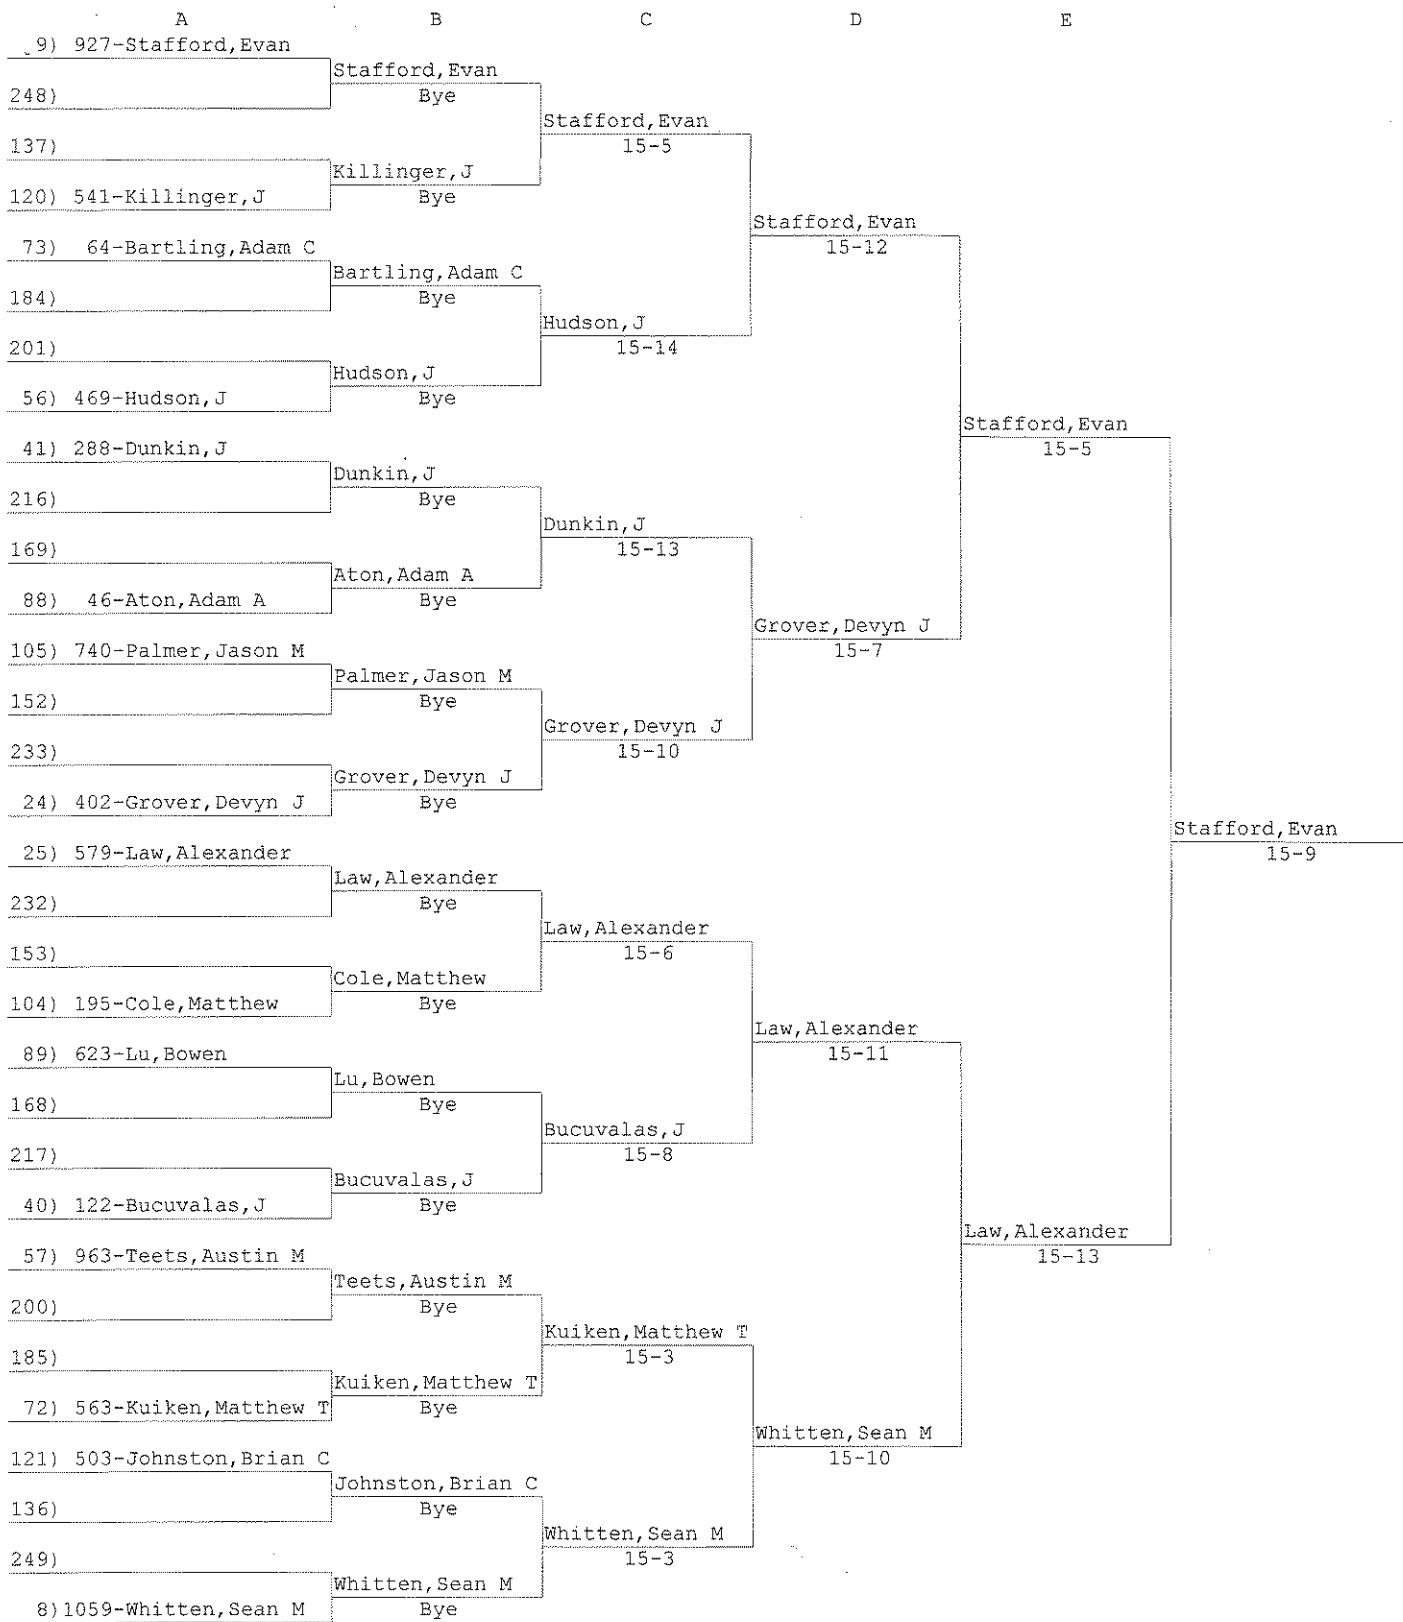 A B C D E
9) 927-Stafford,Evan
Stafford,Evan
248) Bye
Stafford,Evan
137) 15-5
Killinger,J
120) 541-Killinger,J Bye
Stafford,Evan
73) 64-Bartling,Adam C 15-12
Bartling,Adam C
184) Bye
Hudson,J
201) 15-14
Hudson,J
56) 469-Hudson,J Bye
Stafford,Evan
41) 288-Dunkin,J 15-5
Dunkin,J
216) Bye
Dunkin,J
169) 15-13
Aton,Adam A
88) 46-Aton,Adam A Bye
Grover,Devyn J
105) 740-Palmer,Jason M 15-7
Palmer,Jason M
152) Bye
Grover,Devyn J
233) 15-10
Grover,Devyn J
24) 402-Grover,Devyn J Bye
Stafford,Evan
25) 579-Law,Alexander 15-9
Law,Alexander
232) Bye
Law,Alexander
153) 15-6
Cole,Matthew
104) 195-Cole,Matthew Bye
Law,Alexander
89) 623-Lu,Bowen 15-11
Lu,Bowen
168) Bye
Bucuvalas,J
217) 15-8
Bucuvalas,J
40) 122-Bucuvalas,J Bye
Law,Alexander
57) 963-Teets,Austin M 15-13
Teets,Austin M
200) Bye
Kuiken,Matthew T
185) 15-3
Kuiken,Matthew T
72) 563-Kuiken,Matthew T Bye
Whitten,Sean M
121) 503-Johnston,Brian C 15-10
Johnston,Brian C
136) Bye
Whitten,Sean M
249) 15-3
Whitten,Sean M
8)1059-Whitten,Sean M Bye